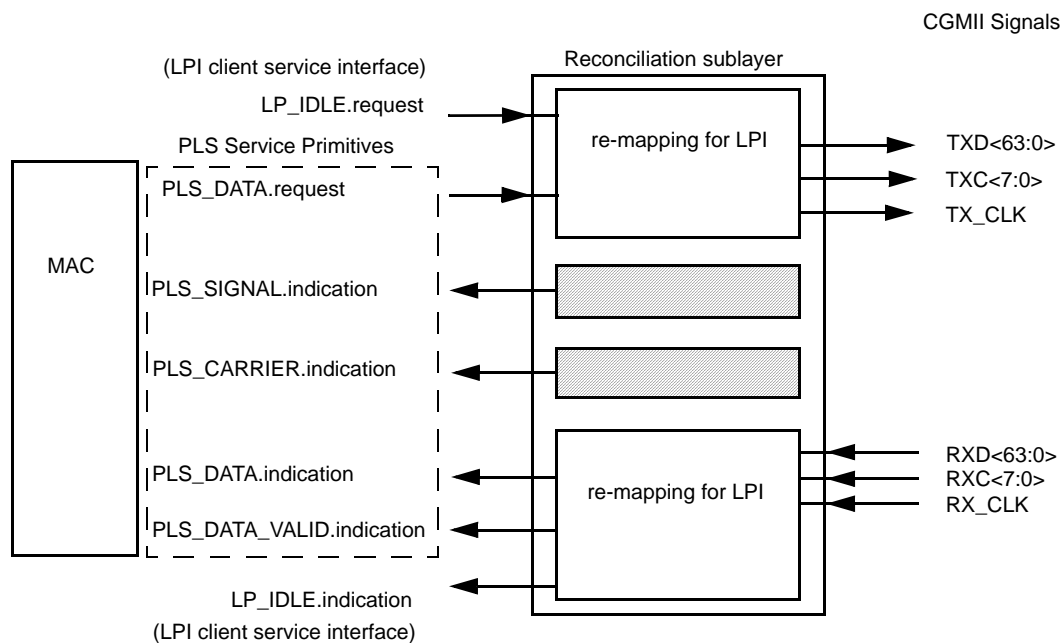 CGMII Signals
Reconciliation sublayer
(LPI client service interface)
LP_IDLE.request
re-mapping for LPI
PLS Service Primitives
TXD<63:0>
PLS_DATA.request
TXC<7:0>
TX_CLK
MAC
PLS_SIGNAL.indication
PLS_CARRIER.indication
RXD<63:0>
PLS_DATA.indication
RXC<7:0>
re-mapping for LPI
RX_CLK
PLS_DATA_VALID.indication
LP_IDLE.indication
(LPI client service interface)